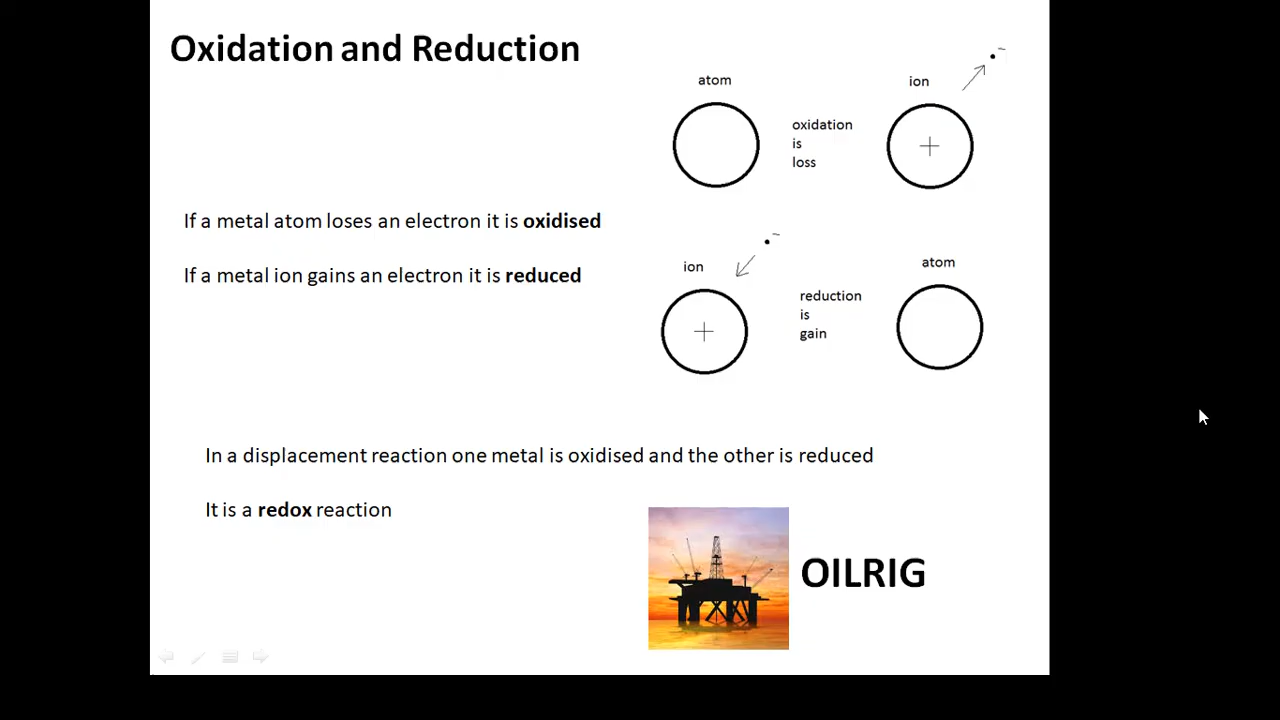 Oxidation and Reduction
atom
ion
oxidation
is
loss
If a metal atom loses an electron it is oxidised
If a metal ion gains an electron it is reduced
ion
atom
reduction
is
gain
In a displacement reaction one metal is oxidised and the other is reduced
It is a redox reaction
OILRIG